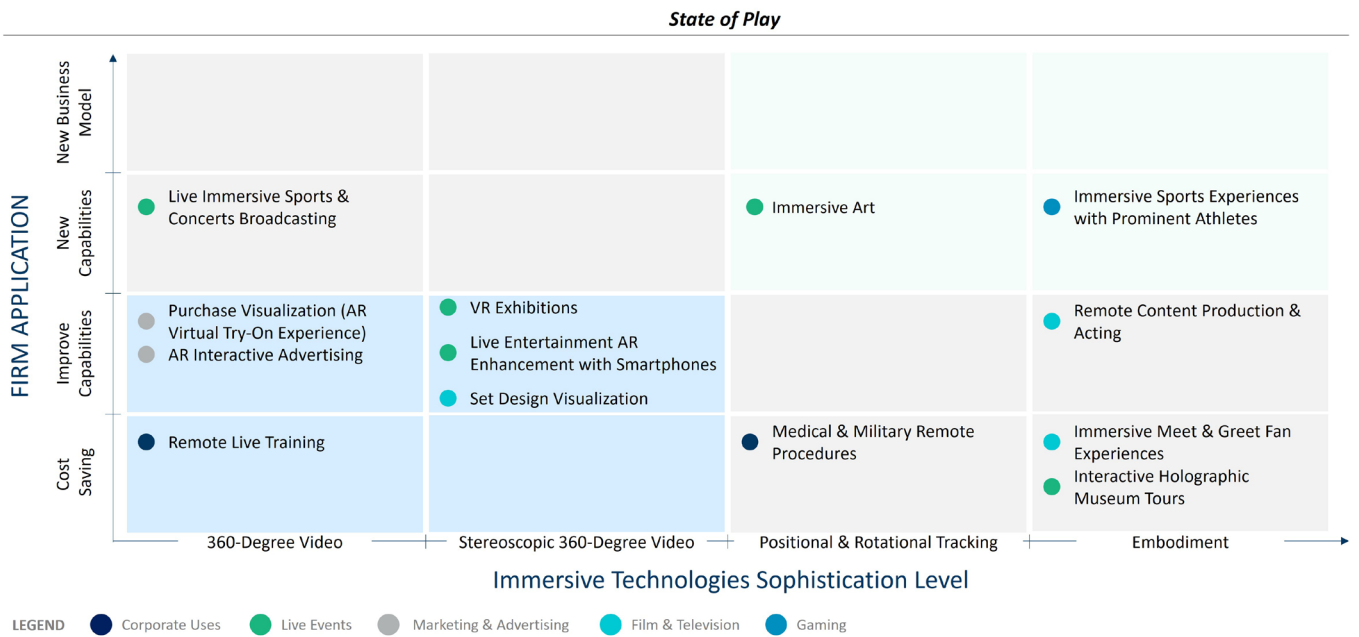 State of Play
FIRM APPLICATION
New Business
Model
New
Capabilities
Live Immersive Sports &
Concerts Broadcasting
Immersive Art
Immersive Sports Experiences
with Prominent Athletes
Improve
Capabilities
Purchase Visualization (AR
Virtual Try-On Experience)
AR Interactive Advertising
VR Exhibitions
Live Entertainment AR
Enhancement with Smartphones
Set Design Visualization
Remote Content Production &
Acting
Cost
Saving
Remote Live Training
Medical & Military Remote
Procedures
Immersive Meet & Greet Fan
Experiences
Interactive Holographic
Museum Tours
360-Degree Video
Stereoscopic 360-Degree Video
Positional & Rotational Tracking
Embodiment
Immersive Technologies Sophistication Level
LEGEND
Corporate Uses
Live Events
Marketing & Advertising
Film & Television
Gaming